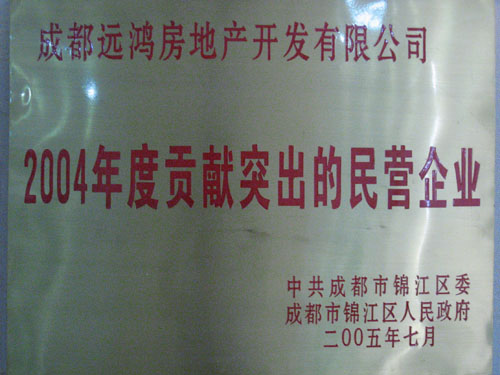 成都远鸿房地产开发有限公司
2004年度贡献突出的民营企业
中共成都市锦江区委
成都市锦江区人民政府
二00五年七月